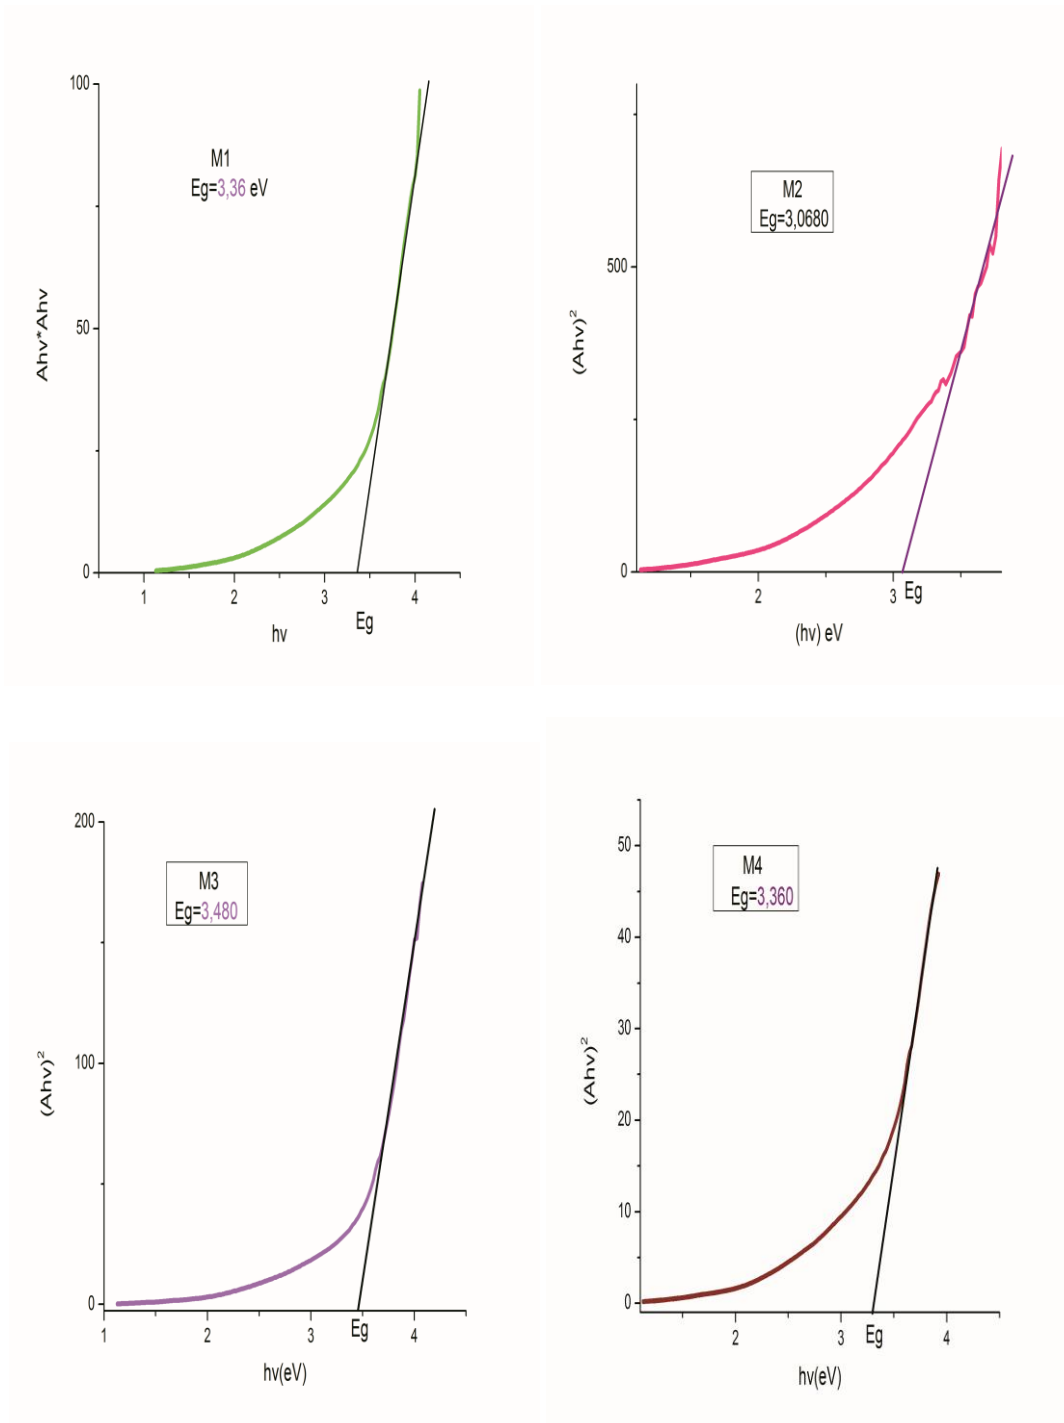 100
50
0
Ahv*Ahv
M1
Eg=3,36 eV
1
2
3
4
Eg
hv
500
0
(Ahv)²
M2
Eg=3,0680
2
3
Eg
(hv) eV
200
100
0
(Ahv)²
M3
Eg=3,480
1
2
3
4
Eg
hv(eV)
50
40
30
20
10
0
(Ahv)²
M4
Eg=3,360
2
3
4
Eg
hv(eV)